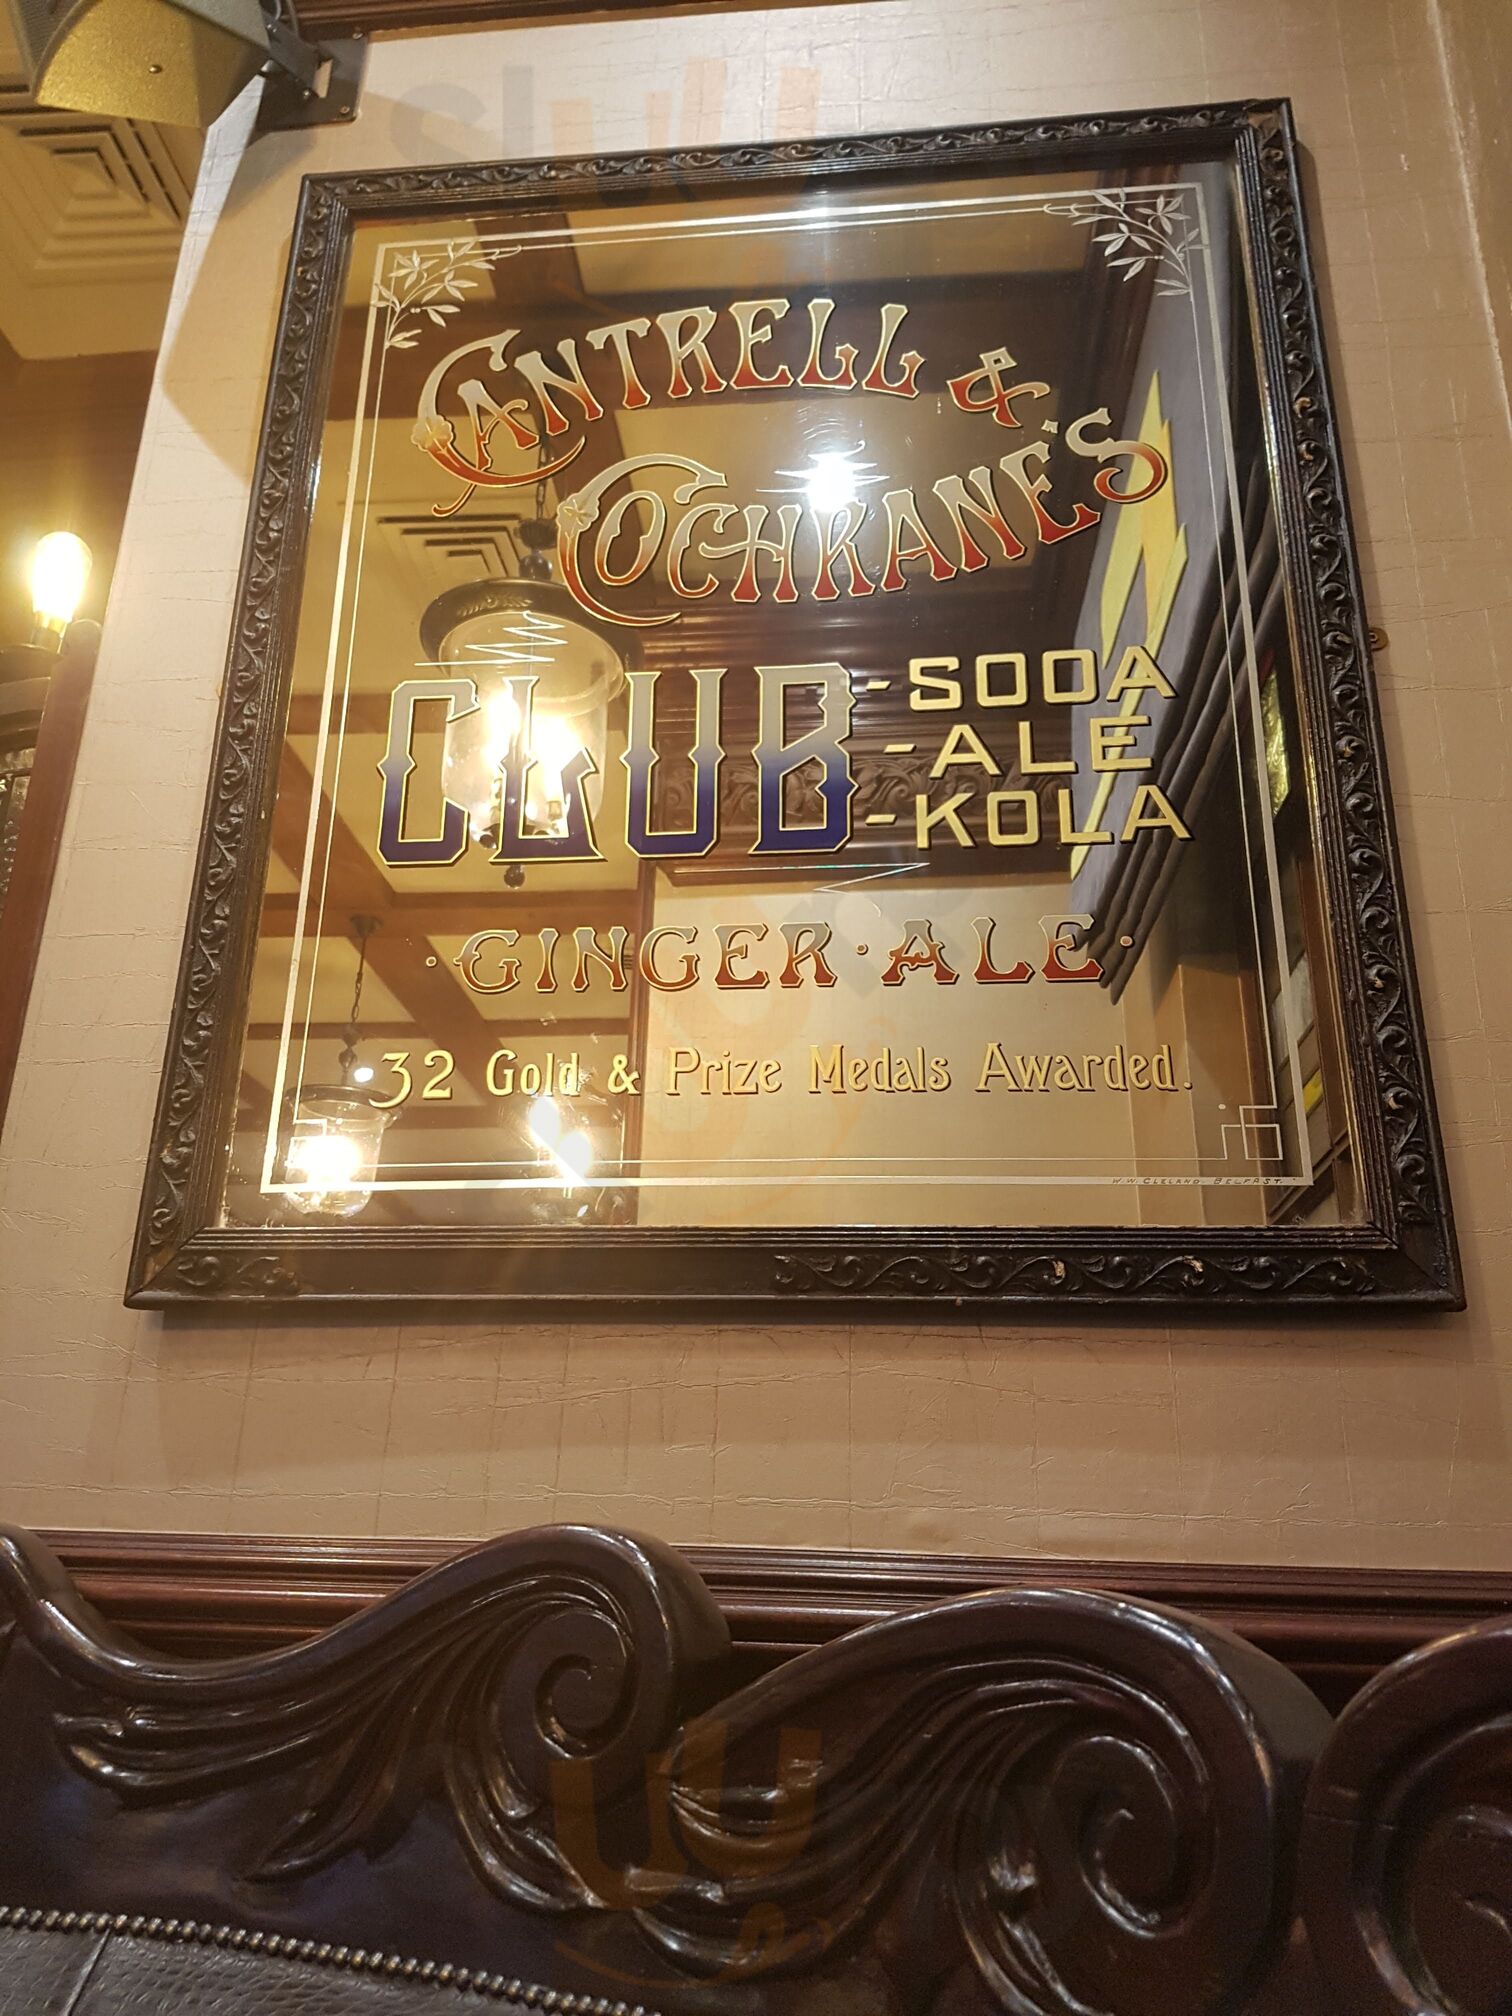 CANTRELL &
COCHRANE'S
CLUB
-SODA
-ALE
-KOLA
·GINGER·ALE·
32 Gold & Prize Medals Awarded.
W.W. CLELAND. BELFAST.